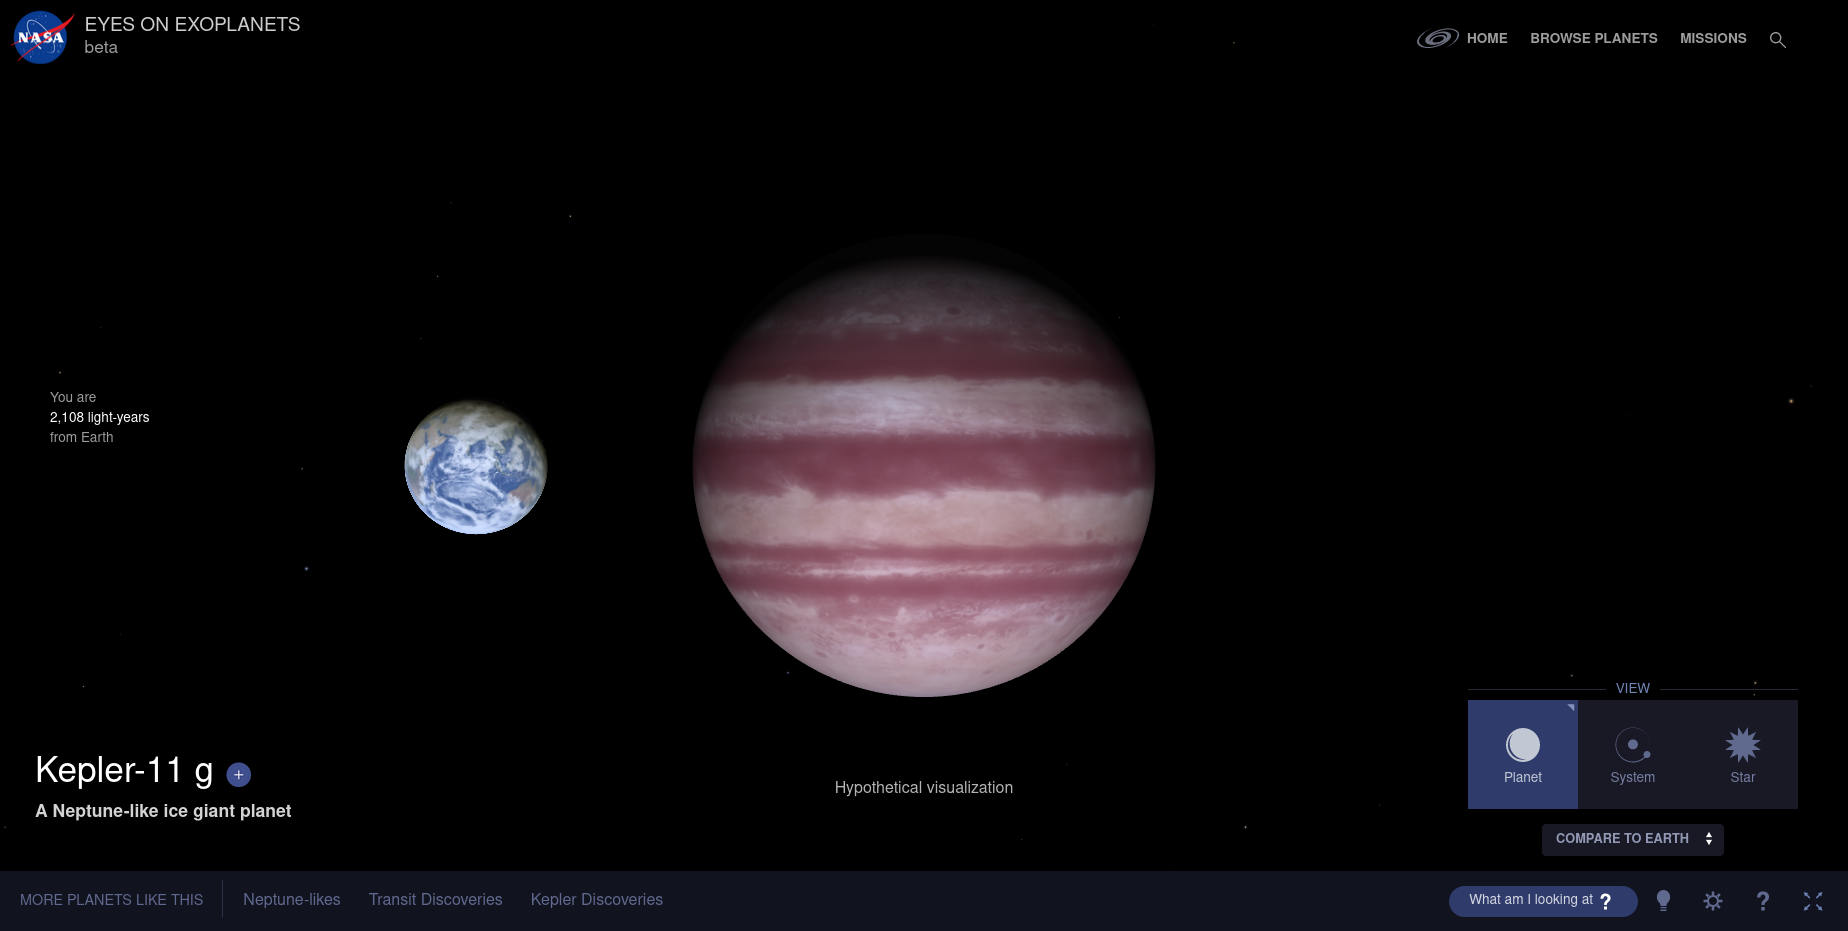 NASA
EYES ON EXOPLANETS
beta
HOME
BROWSE PLANETS
MISSIONS
You are
2,108 light-years
from Earth
Kepler-11 g +
A Neptune-like ice giant planet
Hypothetical visualization
VIEW
Planet
System
Star
COMPARE TO EARTH
MORE PLANETS LIKE THIS
Neptune-likes
Transit Discoveries
Kepler Discoveries
What am I looking at ?
?